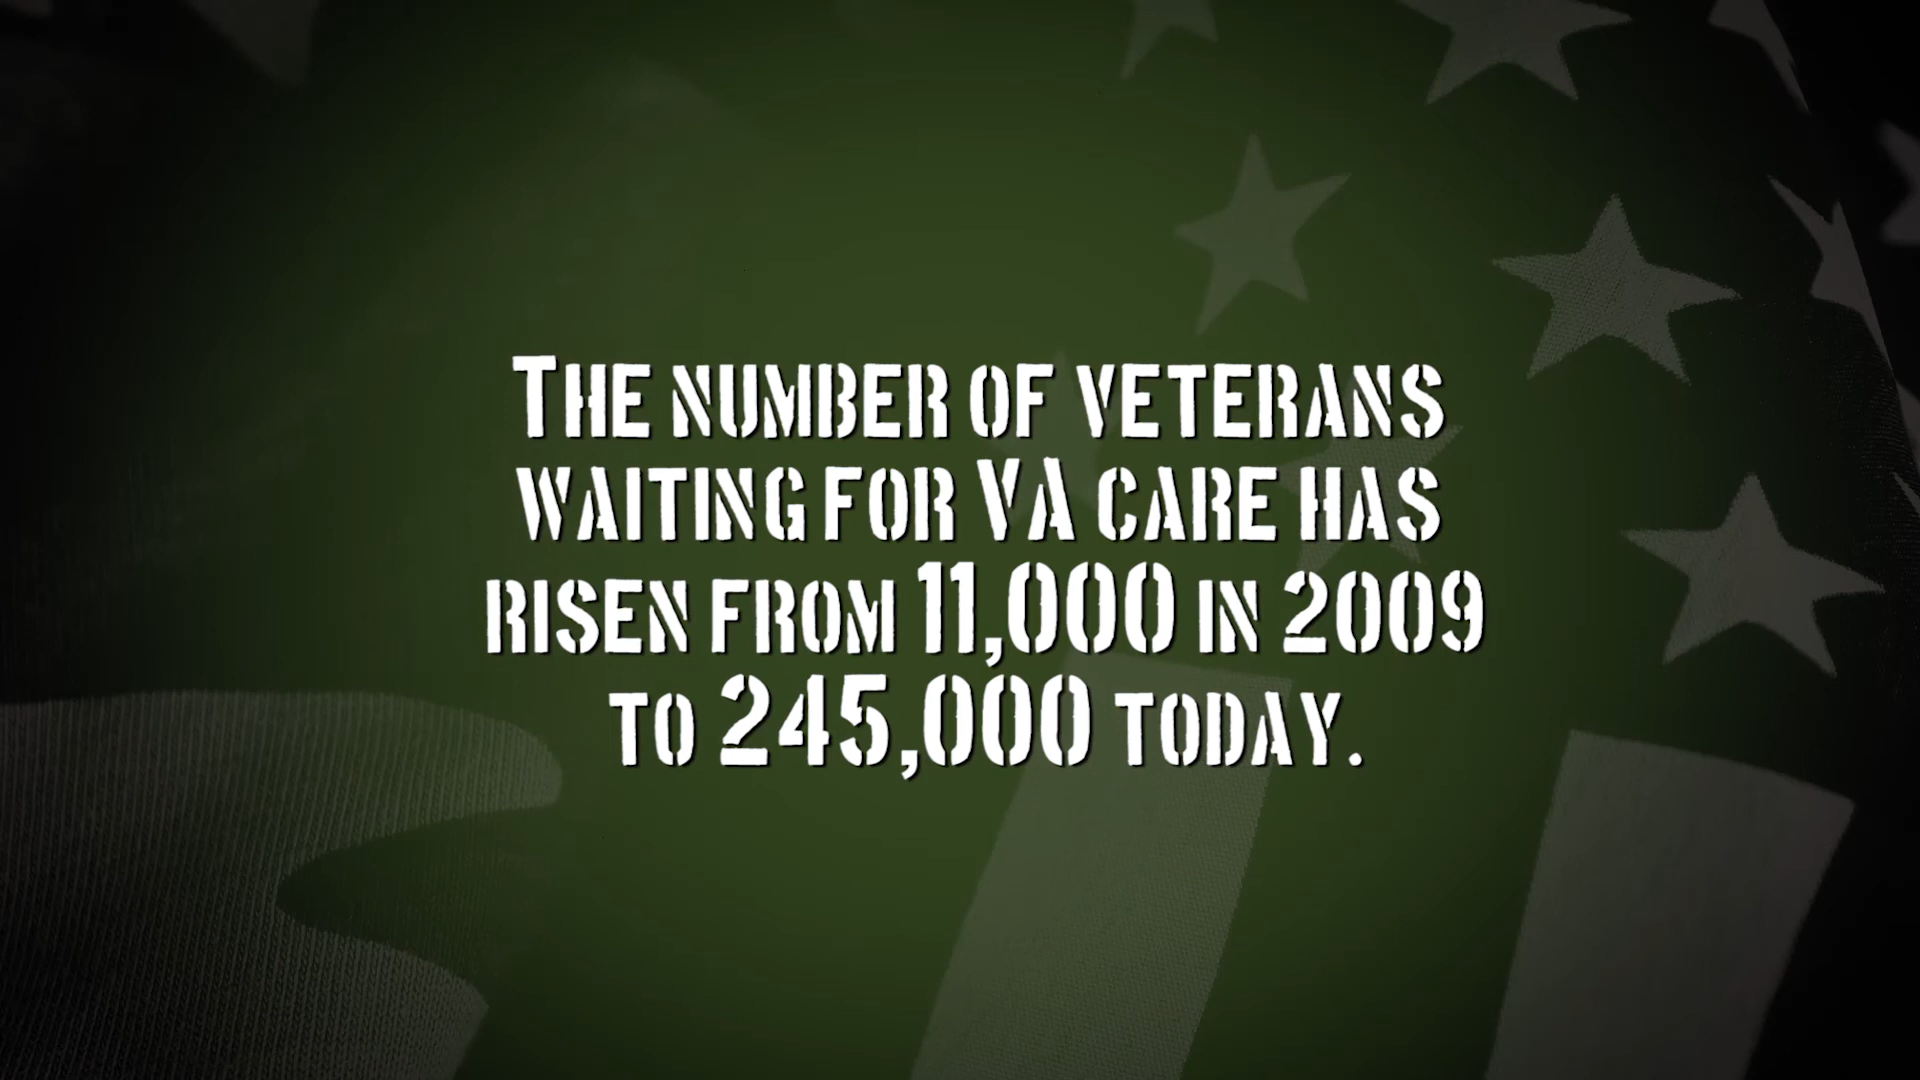 The number of veterans
waiting for VA care has
risen from 11,000 in 2009
to 245,000 today.